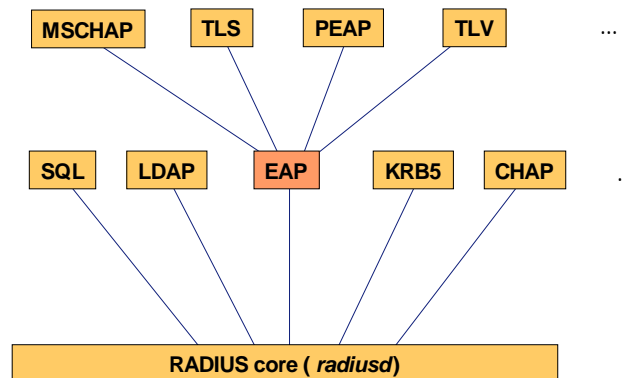 MSCHAP TLS PEAP TLV ...
SQL LDAP EAP KRB5 CHAP .
RADIUS core ( radiusd)